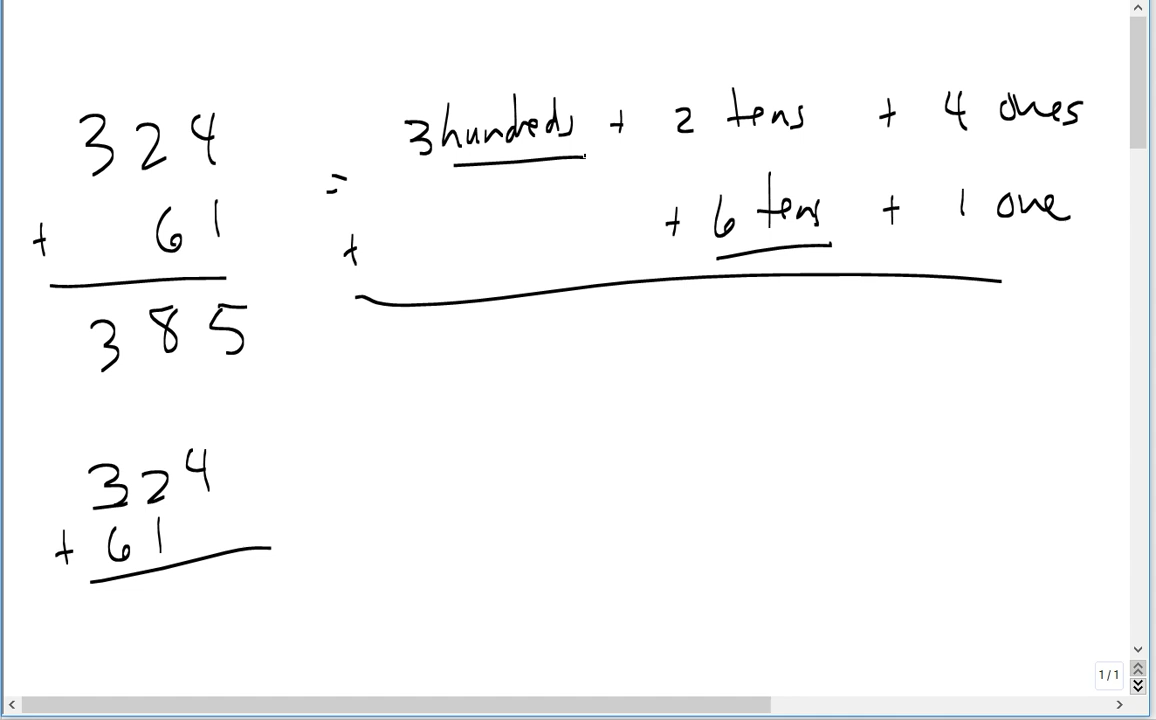 324 = 3 hundreds + 2 tens + 4 ones
+ 61 + + 6 tens + 1 one
385
324
+ 61
1/1